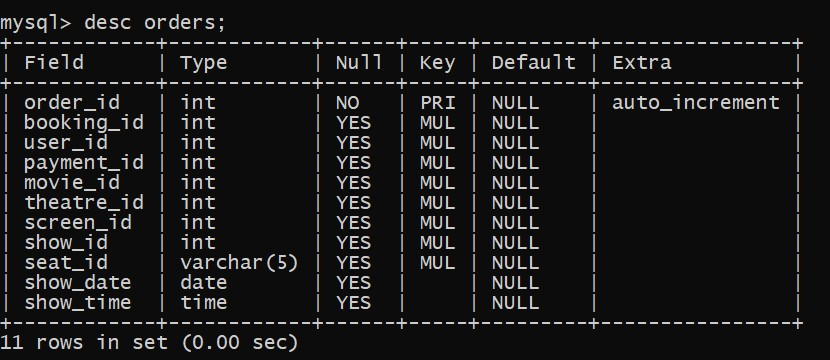 mysql> desc orders;
+------------+------------+------+-----+---------+----------------+
| Field      | Type       | Null | Key | Default | Extra          |
+------------+------------+------+-----+---------+----------------+
| order_id   | int        | NO   | PRI | NULL    | auto_increment |
| booking_id | int        | YES  | MUL | NULL    |                |
| user_id    | int        | YES  | MUL | NULL    |                |
| payment_id | int        | YES  | MUL | NULL    |                |
| movie_id   | int        | YES  | MUL | NULL    |                |
| theatre_id | int        | YES  | MUL | NULL    |                |
| screen_id  | int        | YES  | MUL | NULL    |                |
| show_id    | int        | YES  | MUL | NULL    |                |
| seat_id    | varchar(5) | YES  | MUL | NULL    |                |
| show_date  | date       | YES  |     | NULL    |                |
| show_time  | time       | YES  |     | NULL    |                |
+------------+------------+------+-----+---------+----------------+
11 rows in set (0.00 sec)